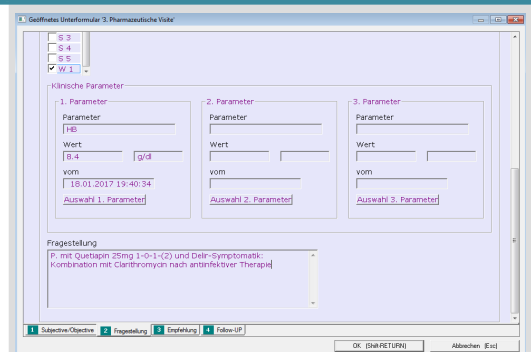 Geöffnetes Unterformular '3. Pharmazeutische Visite'
S 3
S 4
S 5
W 1
Klinische Parameter
1. Parameter
Parameter
HB
Wert
8.4 g/dl
vom
18.01.2017 19:40:34
Auswahl 1. Parameter
2. Parameter
Parameter
Wert
vom
Auswahl 2. Parameter
3. Parameter
Parameter
Wert
vom
Auswahl 3. Parameter
Fragestellung
P. mit Quetiapin 25mg 1-0-1-(2) und Delir-Symptomatik:
Kombination mit Clarithromycin nach antiinfektiver Therapie
1 Subjective/Objective 2 Fragestellung 3 Empfehlung 4 Follow-UP
OK (Shift-RETURN) Abbrechen (Esc)